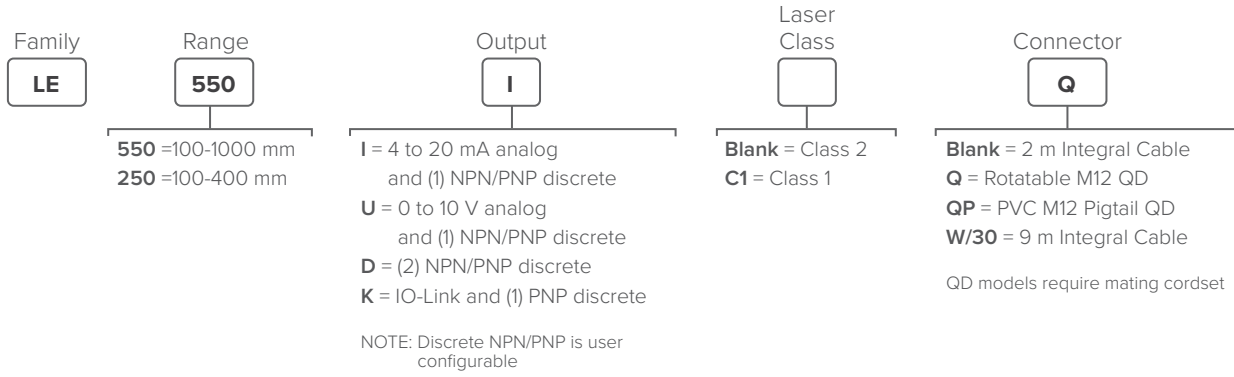 Family
LE
Range
550
550 =100-1000 mm
250 =100-400 mm
Output
I
I = 4 to 20 mA analog
and (1) NPN/PNP discrete
U = 0 to 10 V analog
and (1) NPN/PNP discrete
D = (2) NPN/PNP discrete
K = IO-Link and (1) PNP discrete
NOTE: Discrete NPN/PNP is user
configurable
Laser
Class
Blank = Class 2
C1 = Class 1
Connector
Q
Blank = 2 m Integral Cable
Q = Rotatable M12 QD
QP = PVC M12 Pigtail QD
W/30 = 9 m Integral Cable
QD models require mating cordset